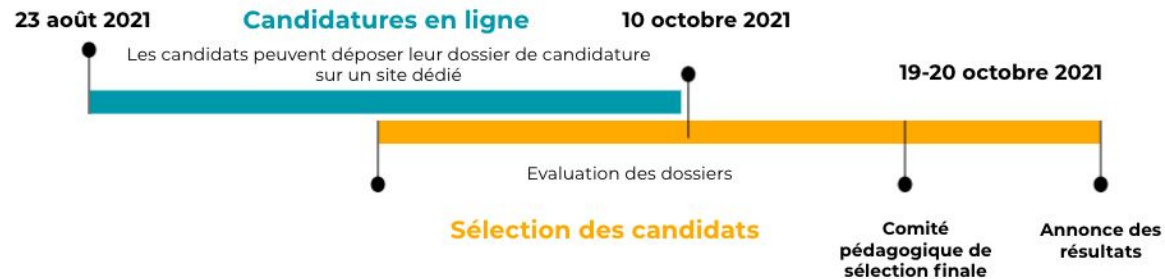 23 août 2021
Candidatures en ligne
10 octobre 2021
Les candidats peuvent déposer leur dossier de candidature
sur un site dédié
19-20 octobre 2021
Evaluation des dossiers
Sélection des candidats
Comité
pédagogique de
sélection finale
Annonce des
résultats